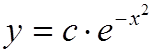 y = c · e^{-x^2}